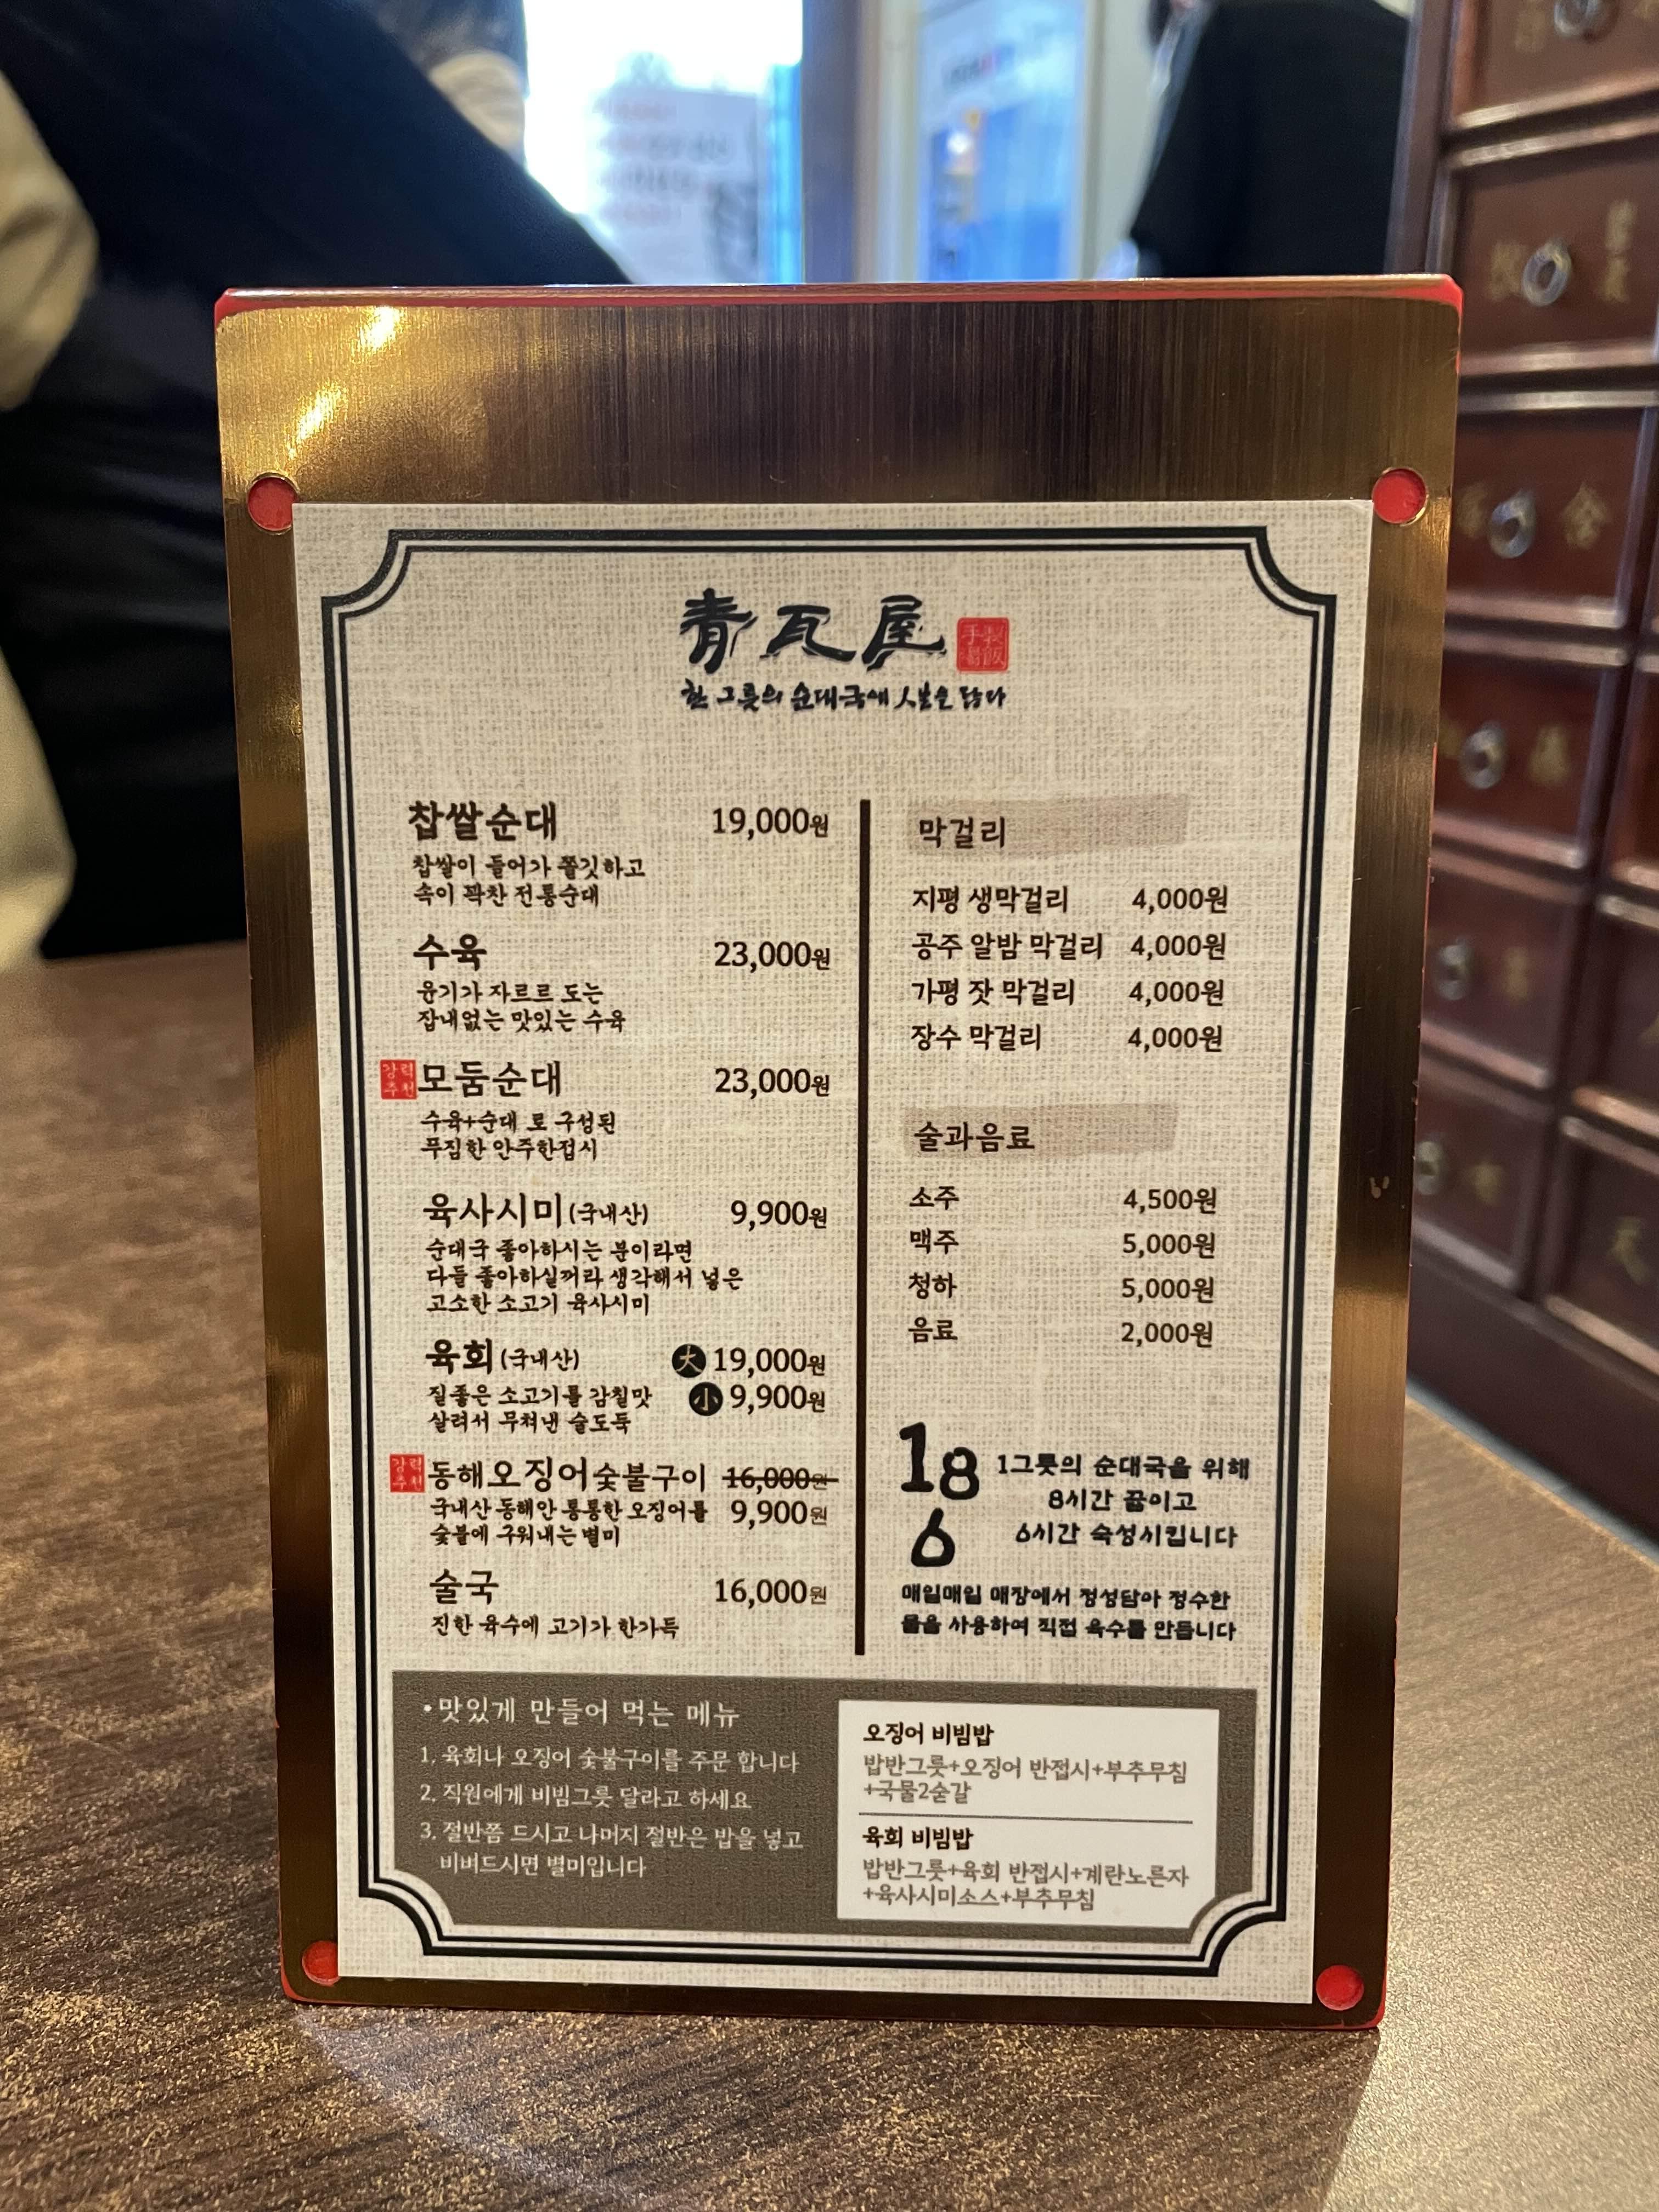 靑瓦屋
手製
湯飯
한 그릇의 순대국에 人生을 담다
찹쌀순대 19,000원
찹쌀이 들어가 쫄깃하고
속이 꽉찬 전통순대
수육 23,000원
윤기가 자르르 도는
잡내없는 맛있는 수육
강력
추천
모둠순대 23,000원
수육+순대 로 구성된
푸짐한 안주한접시
육사시미(국내산) 9,900원
순대국 좋아하시는 분이라면
다들 좋아하실꺼라 생각해서 넣은
고소한 소고기 육사시미
육회(국내산) 大 19,000원
小 9,900원
질좋은 소고기를 감칠맛
살려서 무쳐낸 술도둑
강력
추천
동해오징어숯불구이 16,000원
국내산 동해안 통통한 오징어를 9,900원
숯불에 구워내는 별미
술국 16,000원
진한 육수에 고기가 한가득
막걸리
지평 생막걸리 4,000원
공주 알밤 막걸리 4,000원
가평 잣 막걸리 4,000원
장수 막걸리 4,000원
술과음료
소주 4,500원
맥주 5,000원
청하 5,000원
음료 2,000원
18
6
1그릇의 순대국을 위해
8시간 끓이고
6시간 숙성시킵니다
매일매일 매장에서 정성담아 정수한
물을 사용하여 직접 육수를 만듭니다
•맛있게 만들어 먹는 메뉴
1, 육회나 오징어 숯불구이를 주문 합니다
2. 직원에게 비빔그릇 달라고 하세요
3. 절반쯤 드시고 나머지 절반은 밥을 넣고
비벼드시면 별미입니다
오징어 비빔밥
밥반그릇+오징어 반접시+부추무침
+국물2숟갈
육회 비빔밥
밥반그릇+육회 반접시+계란노른자
+육사시미소스+부추무침